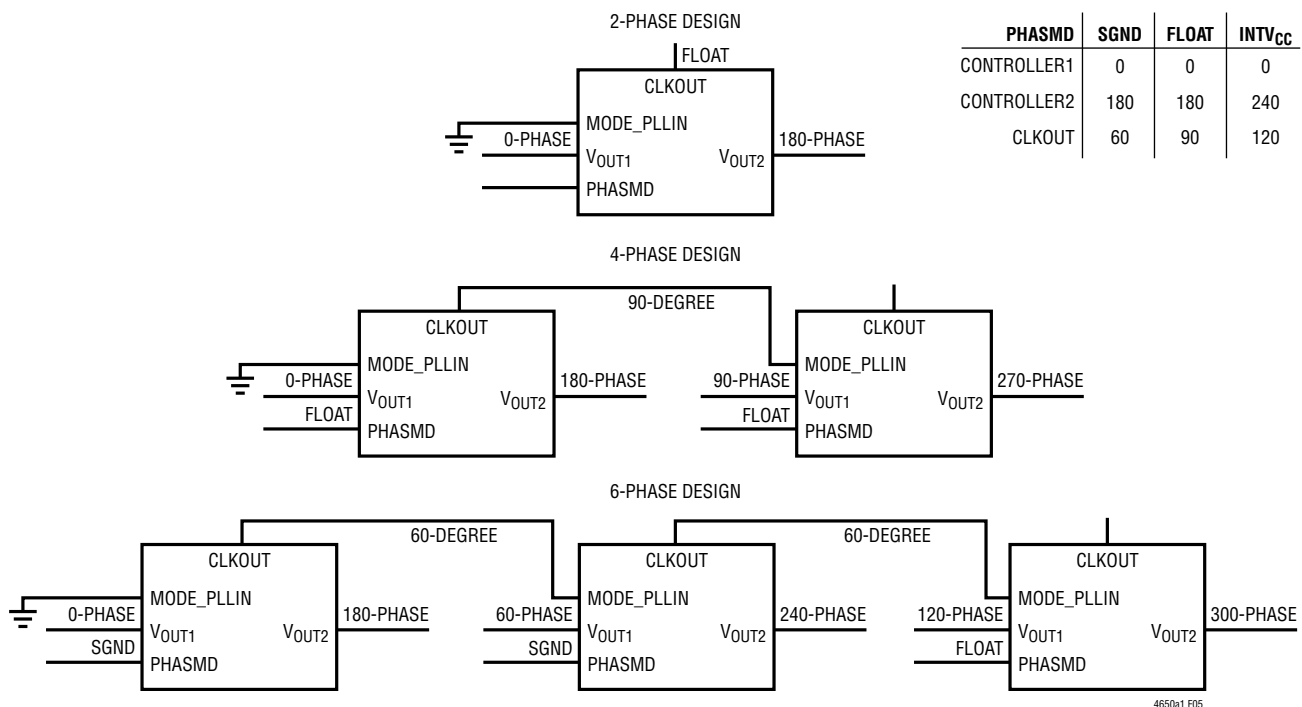 2-PHASE DESIGN
FLOAT
CLKOUT
MODE_PLLIN
0-PHASE
VOUT1
VOUT2
180-PHASE
PHASMD
PHASMD SGND FLOAT INTVCC
CONTROLLER1 0 0 0
CONTROLLER2 180 180 240
CLKOUT 60 90 120
4-PHASE DESIGN
90-DEGREE
CLKOUT
MODE_PLLIN
0-PHASE
VOUT1
VOUT2
180-PHASE
FLOAT
PHASMD
CLKOUT
MODE_PLLIN
90-PHASE
VOUT1
VOUT2
270-PHASE
FLOAT
PHASMD
6-PHASE DESIGN
60-DEGREE
60-DEGREE
CLKOUT
MODE_PLLIN
0-PHASE
VOUT1
VOUT2
180-PHASE
SGND
PHASMD
CLKOUT
MODE_PLLIN
60-PHASE
VOUT1
VOUT2
240-PHASE
SGND
PHASMD
CLKOUT
MODE_PLLIN
120-PHASE
VOUT1
VOUT2
300-PHASE
FLOAT
PHASMD
4650a1 F05